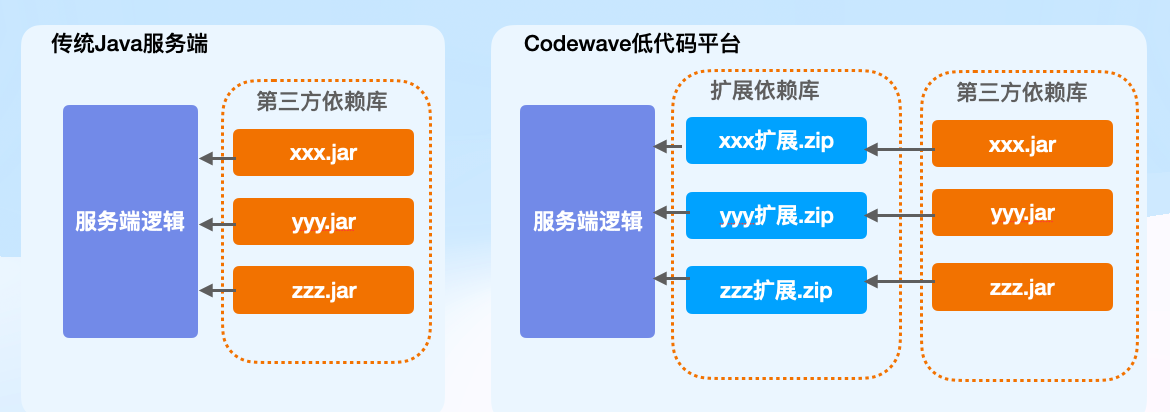 传统Java服务端
第三方依赖库
服务端逻辑
xxx.jar
yyy.jar
zzz.jar
Codewave低代码平台
服务端逻辑
扩展依赖库
xxx扩展.zip
yyy扩展.zip
zzz扩展.zip
第三方依赖库
xxx.jar
yyy.jar
zzz.jar